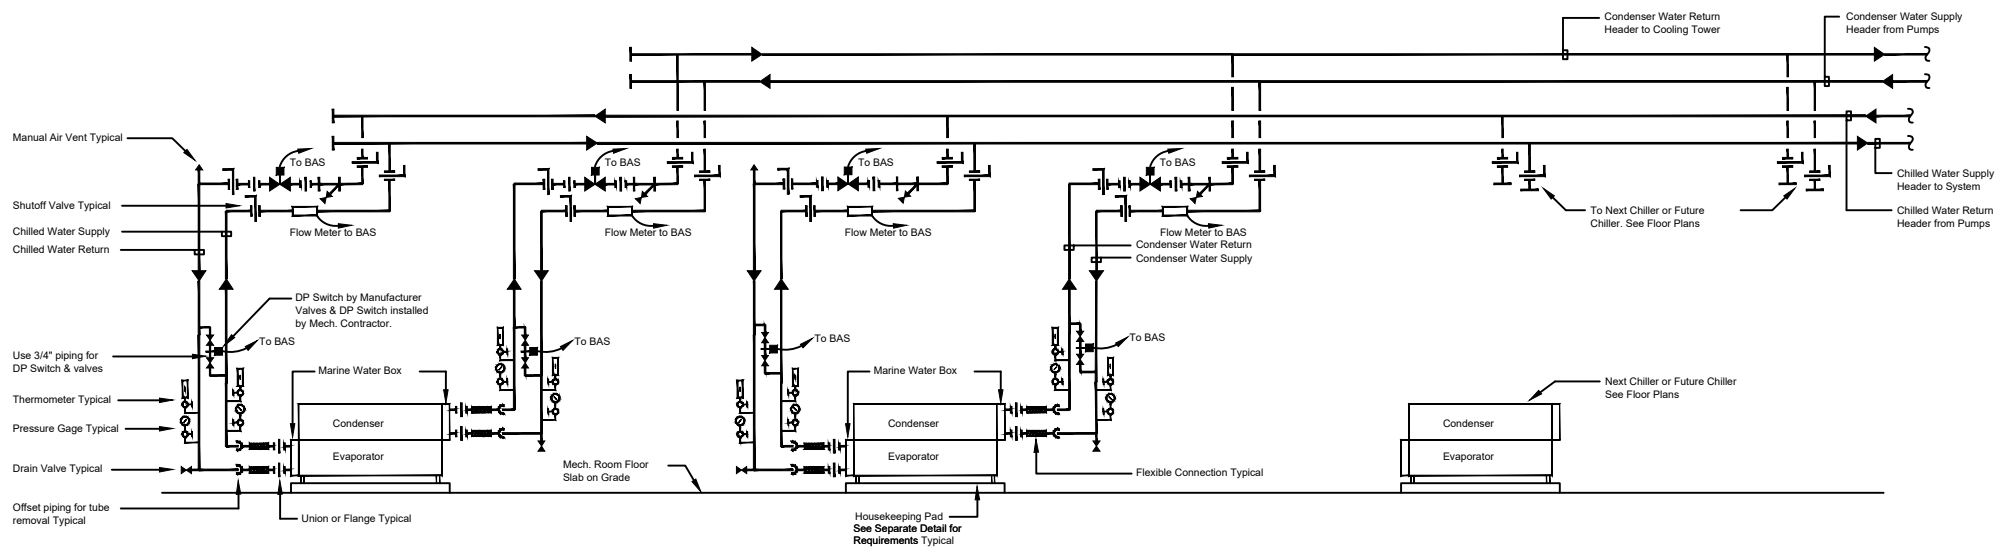 Condenser Water Return
Header to Cooling Tower
Condenser Water Supply
Header from Pumps
Manual Air Vent Typical
To BAS
To BAS
To BAS
To BAS
Chilled Water Supply
Header to System
Shutoff Valve Typical
To Next Chiller or Future
Chiller. See Floor Plans
Chilled Water Return
Header from Pumps
Chilled Water Supply
Flow Meter to BAS
Flow Meter to BAS
Flow Meter to BAS
Flow Meter to BAS
Chilled Water Return
Condenser Water Return
Condenser Water Supply
DP Switch by Manufacturer
Valves & DP Switch installed
by Mech. Contractor.
To BAS
To BAS
To BAS
To BAS
Use 3/4" piping for
DP Switch & valves
Marine Water Box
Marine Water Box
Next Chiller or Future Chiller
See Floor Plans
Thermometer Typical
Pressure Gage Typical
Condenser
Condenser
Condenser
Evaporator
Evaporator
Evaporator
Drain Valve Typical
Mech. Room Floor
Slab on Grade
Flexible Connection Typical
Offset piping for tube
removal Typical
Union or Flange Typical
Housekeeping Pad
See Separate Detail for
Requirements Typical